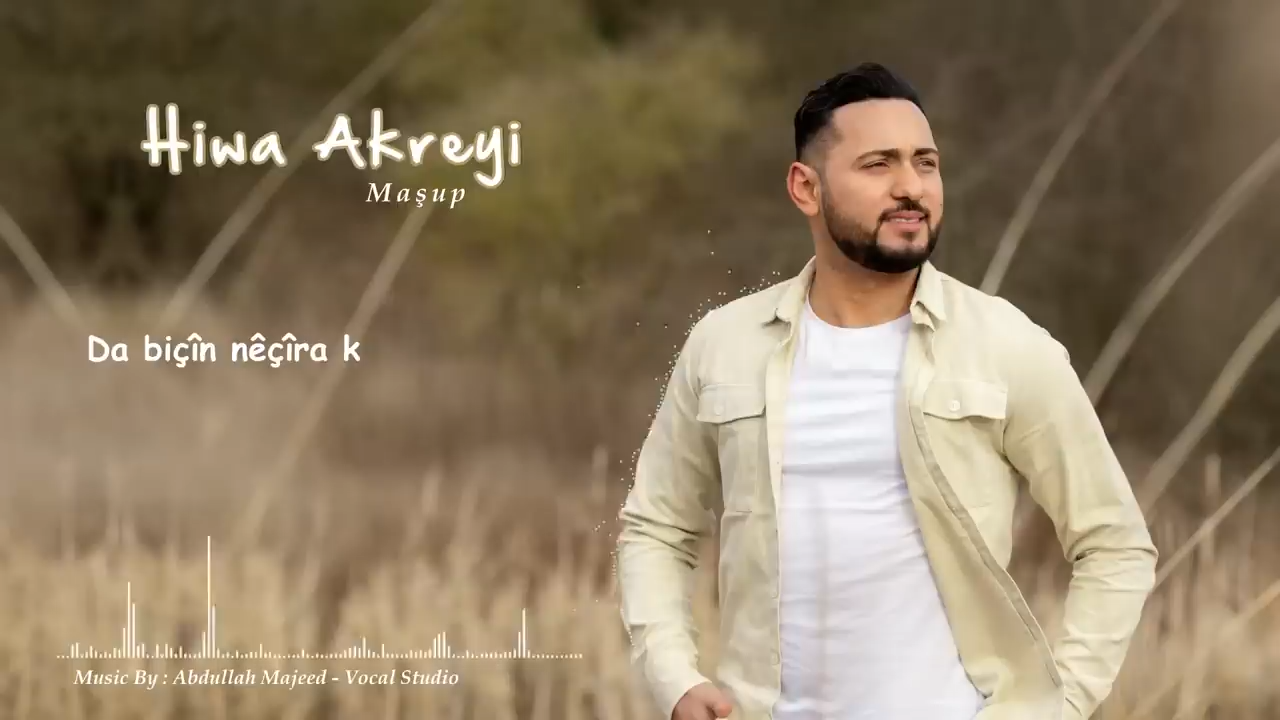 Hiwa Akreyi
Maşup
Da biçîn nêçîra k
Music By : Abdullah Majeed - Vocal Studio